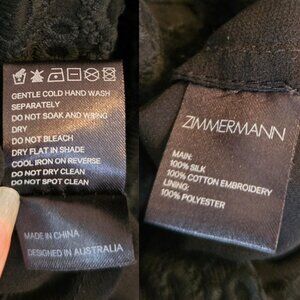 GENTLE COLD HAND WASH
SEPARATELY
DO NOT SOAK AND WRING
DRY
DO NOT BLEACH
DRY FLAT IN SHADE
COOL IRON ON REVERSE
DO NOT DRY CLEAN
DO NOT SPOT CLEAN
MADE IN CHINA
DESIGNED IN AUSTRALIA
ZIMMERMANN
MAIN:
100% SILK
100% COTTON EMBROIDERY
LINING:
100% POLYESTER